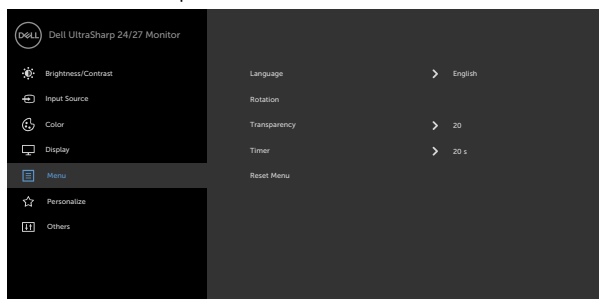 DELL Dell UltraSharp 24/27 Monitor
Brightness/Contrast
Input Source
Color
Display
Menu
Personalize
Others
Language English
Rotation
Transparency 20
Timer 20 s
Reset Menu